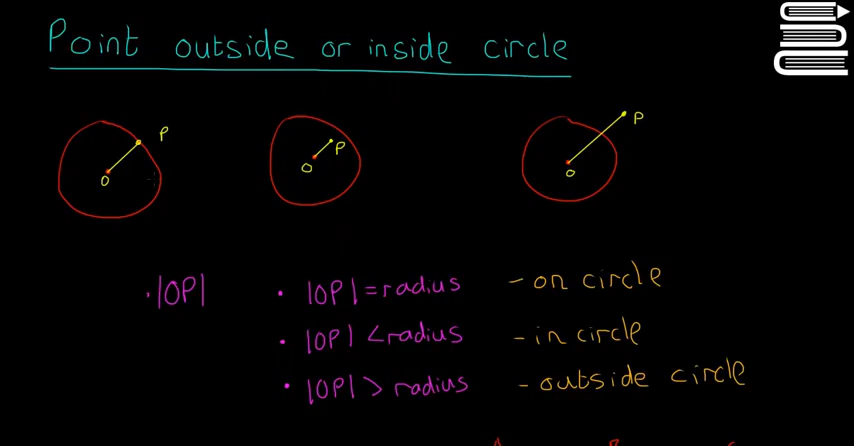 Point outside or inside circle
P
O
P
O
P
O
·|OP|
· |OP| = radius - on circle
· |OP| < radius - in circle
· |OP| > radius - outside circle